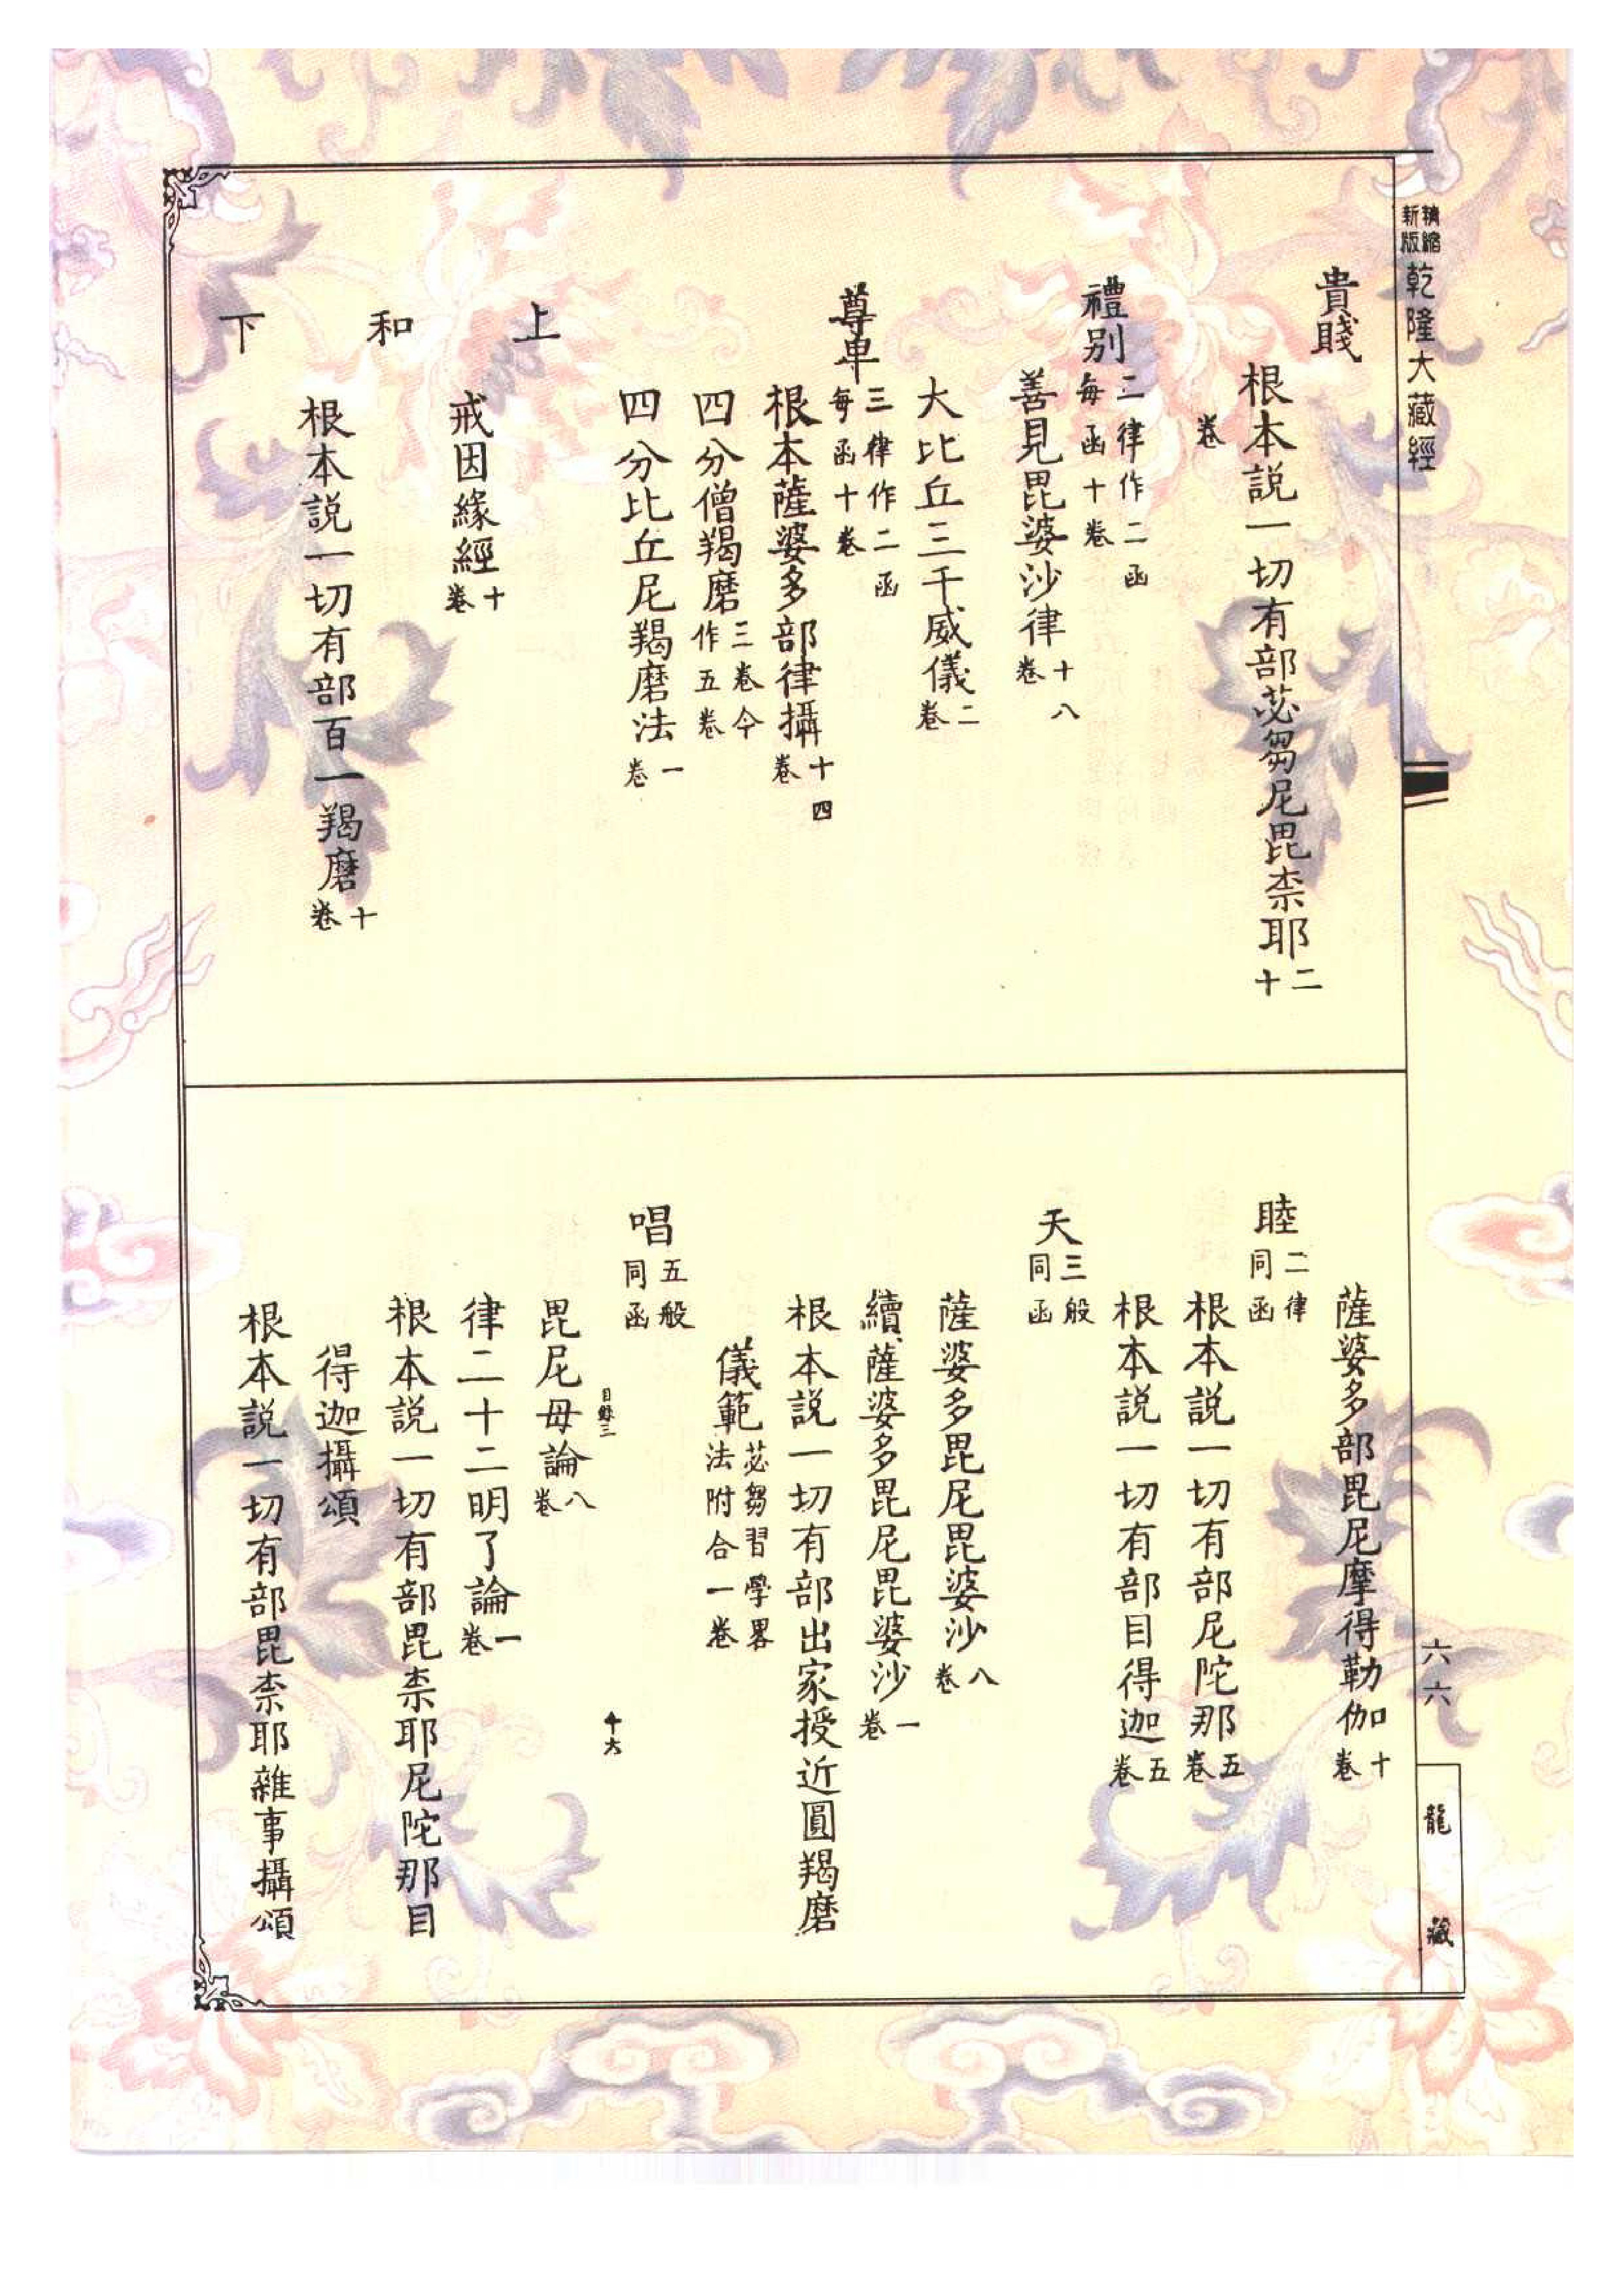 精縮新版 乾隆大藏經
六六
龍藏
貴賤
根本説一切有部苾芻尼毘柰耶二十
卷
禮別二律作二函每函十卷
善見毘婆沙律十八卷
大比丘三千威儀二卷
尊卑三律作二函每函十卷
根本薩婆多部律攝十四卷
四分僧羯磨三卷今作五卷
四分比丘尼羯磨法一卷
上
戒因緣經十卷
和
根本説一切有部百一羯磨十卷
下
薩婆多部毘尼摩得勒伽十卷
睦二律同函
根本説一切有部尼陀那五卷
根本説一切有部目得迦五卷
天三般同函
薩婆多毘尼毘婆沙八卷
續薩婆多毘尼毘婆沙一卷
根本説一切有部出家授近圓羯磨
儀範苾芻習學畧法附合一卷
唱五般同函
目錄三 十六
毘尼母論八卷
律二十二明了論一卷
根本説一切有部毘柰耶尼陀那目
得迦攝頌
根本説一切有部毘柰耶雜事攝頌